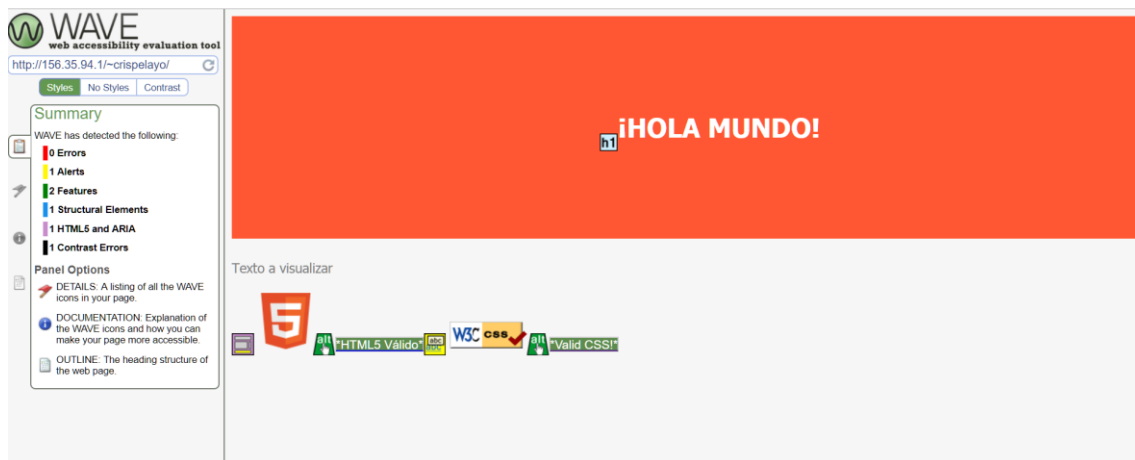 WAVE
web accessibility evaluation tool
http://156.35.94.1/~crispelayo/
Styles No Styles Contrast
Summary
WAVE has detected the following:
0 Errors
1 Alerts
2 Features
1 Structural Elements
1 HTML5 and ARIA
1 Contrast Errors
Panel Options
DETAILS: A listing of all the WAVE
icons in your page.
DOCUMENTATION: Explanation of
the WAVE icons and how you can
make your page more accessible.
OUTLINE: The heading structure of
the web page.
h1 ¡HOLA MUNDO!
Texto a visualizar
5 alt *"HTML5 Válido"* abc abc W3C css alt *"Valid CSS!"*